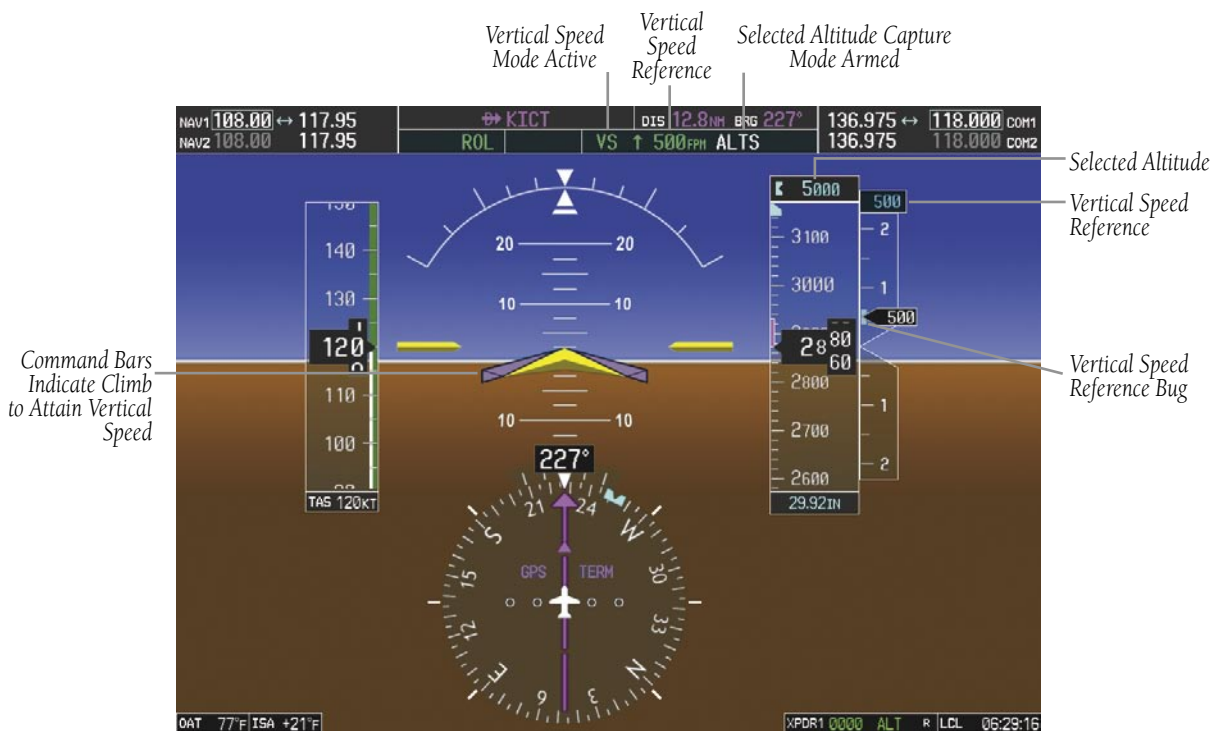 Vertical Speed
Mode Active
Vertical
Speed
Reference
Selected Altitude Capture
Mode Armed
NAV1 108.00 ↔ 117.95
NAV2 108.00 117.95
KICT
DIS 12.8NM BRG 227°
136.975 ↔ 118.000 COM1
136.975 118.000 COM2
ROL VS ↑ 500FPM ALTS
Selected Altitude
Vertical Speed
Reference
Vertical Speed
Reference Bug
Command Bars
Indicate Climb
to Attain Vertical
Speed
140
130
120
110
100
TAS 120KT
20 20
10 10
10 10
5000
3100
3000
2880
60
2800
2700
2600
29.92IN
500
2
1
500
1
2
227°
21 24 W 30 33 N 3 6 E 12 15 S
GPS TERM
OAT 77°F ISA +21°F
XPDR1 0000 ALT R LCL 06:29:16